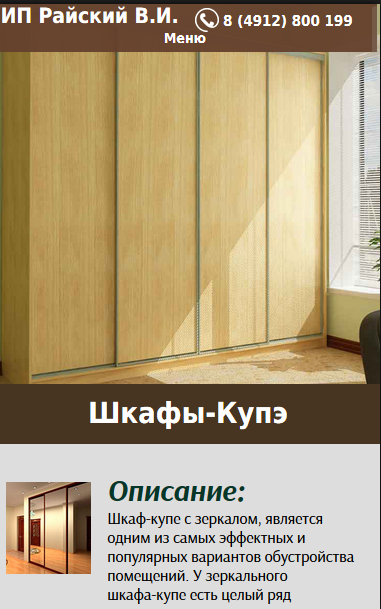 ИП Райский В.И.
8 (4912) 800 199
Меню
Шкафы-Купэ
Описание:
Шкаф-купе с зеркалом, является
одним из самых эффектных и
популярных вариантов обустройства
помещений. У зеркального
шкафа-купе есть целый ряд